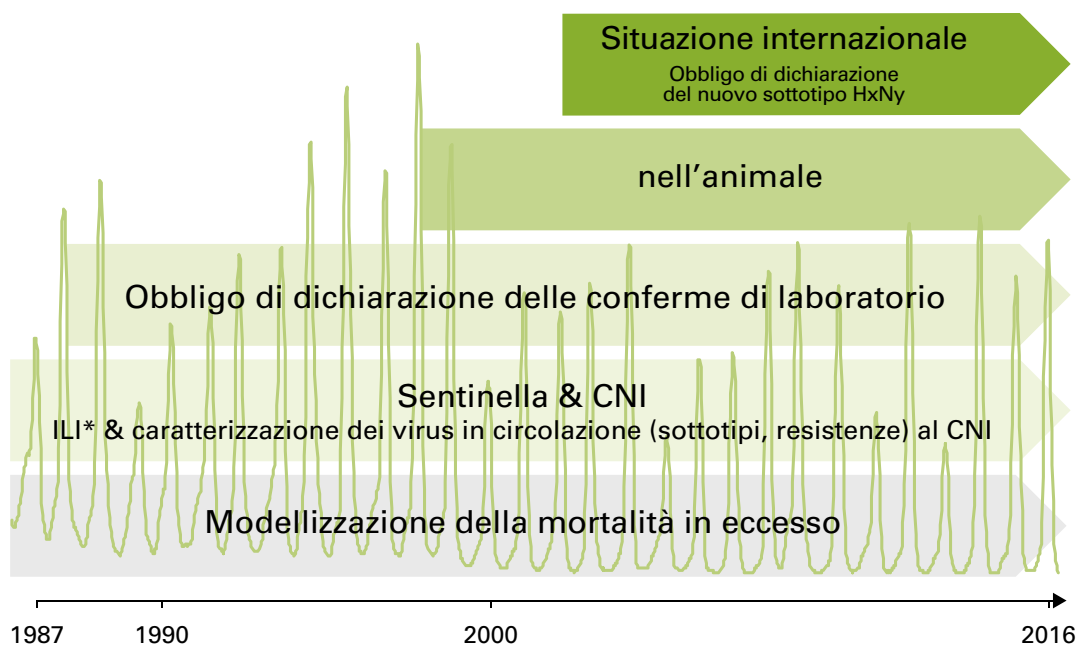 Situazione internazionale
Obbligo di dichiarazione
del nuovo sottotipo HxNy
nell'animale
Obbligo di dichiarazione delle conferme di laboratorio
Sentinella & CNI
ILI* & caratterizzazione dei virus in circolazione (sottotipi, resistenze) al CNI
Modellizzazione della mortalità in eccesso
1987 1990 2000 2016